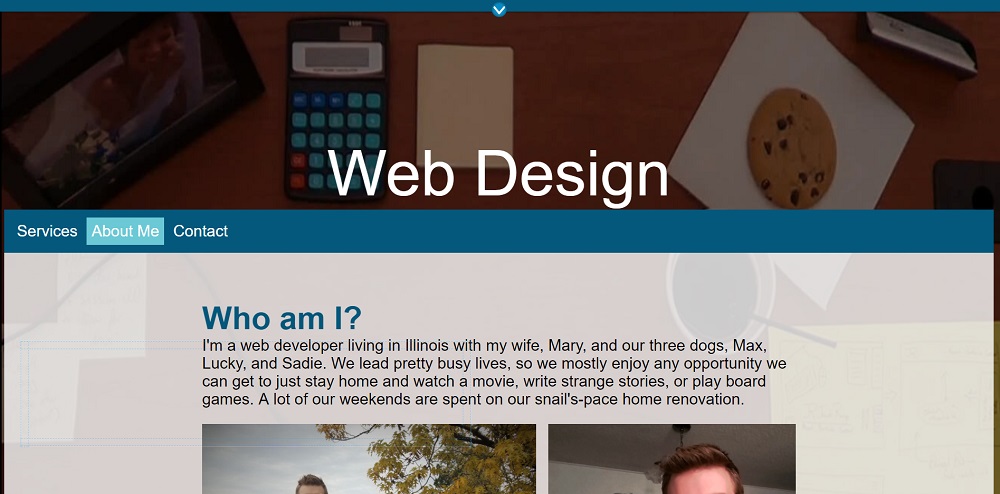 Web Design
Services About Me Contact
Who am I?
I'm a web developer living in Illinois with my wife, Mary, and our three dogs, Max,
Lucky, and Sadie. We lead pretty busy lives, so we mostly enjoy any opportunity we
can get to just stay home and watch a movie, write strange stories, or play board
games. A lot of our weekends are spent on our snail's-pace home renovation.